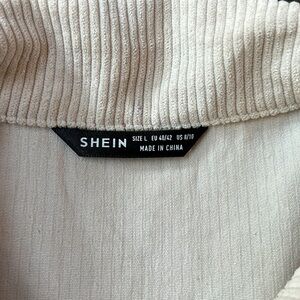 SHEIN
SIZE L EU 40/42 US 8/10
MADE IN CHINA